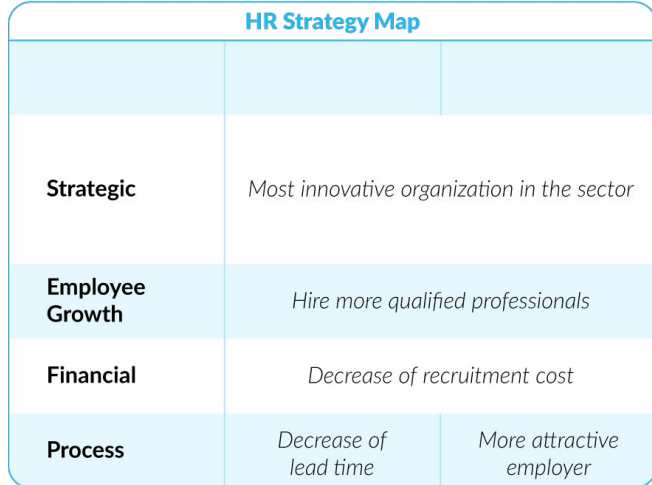 HR Strategy Map
Strategic
Most innovative organization in the sector
Employee
Growth
Hire more qualified professionals
Financial
Decrease of recruitment cost
Process
Decrease of
lead time
More attractive
employer